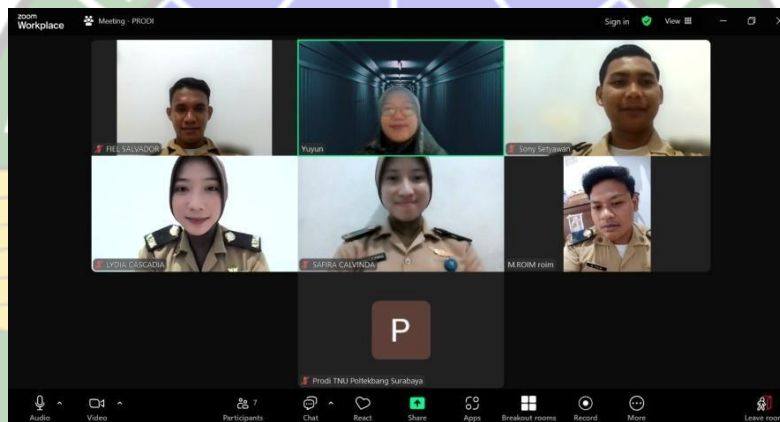 zoom
Workplace
Meeting - PRODI
Sign in
View
FIEL SALVADOR
Yuyun
Sony Setyawan
LYDIA CASCADIA
SAFIRA CALVINDA
M.ROIM roim
P
Prodi TNU Poltekbang Surabaya
Audio
Video
7
Participants
Chat
React
Share
Apps
Breakout rooms
Record
More
Leave room